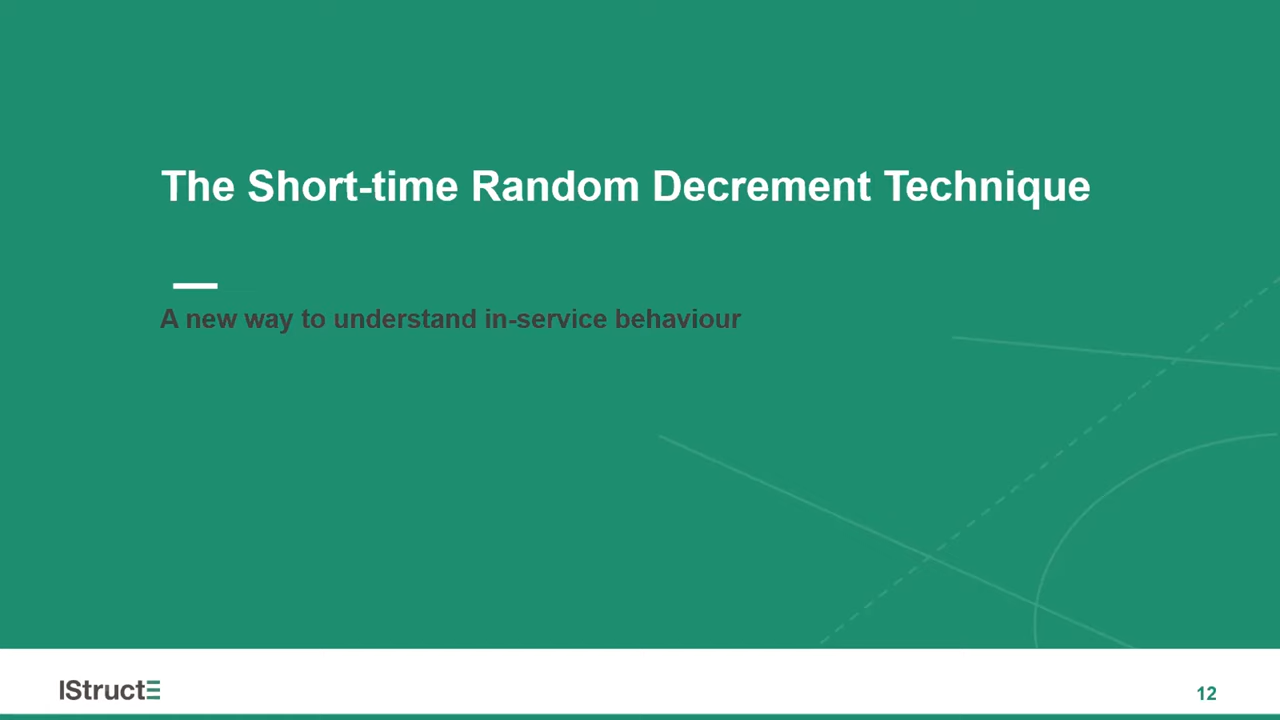 The Short-time Random Decrement Technique
A new way to understand in-service behaviour
IStructE
12